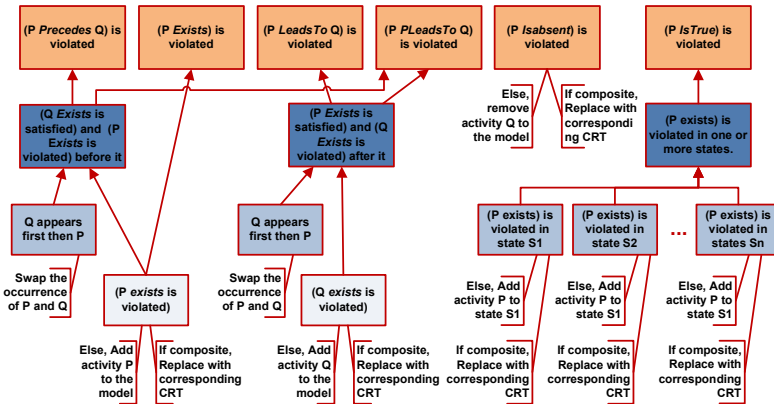 (P Precedes Q) is
violated
(P Exists) is
violated
(P LeadsTo Q) is
violated
(P PLeadsTo Q)
is violated
(P Isabsent) is
violated
(P IsTrue) is
violated
Else,
remove
activity Q to
the model
If composite,
Replace with
correspondi
ng CRT
(Q Exists is
satisfied) and (P
Exists is
violated) before it
(P Exists is
satisfied) and (Q
Exists is
violated) after it
(P exists) is
violated in one or
more states.
Q appears
first then P
Q appears
first then P
(P exists) is
violated in
state S1
(P exists) is
violated in
state S2
...
(P exists) is
violated in
states Sn
Swap the
occurrence
of P and Q
(P exists is
violated)
Swap the
occurrence
of P and Q
(Q exists is
violated)
Else, Add
activity P to
state S1
Else, Add
activity P to
state S1
Else, Add
activity P to
state S1
Else, Add
activity P
to the
model
If composite,
Replace with
corresponding
CRT
Else, Add
activity Q
to the
model
If composite,
Replace with
corresponding
CRT
If composite,
Replace with
corresponding
CRT
If composite,
Replace with
corresponding
CRT
If composite,
Replace with
corresponding
CRT